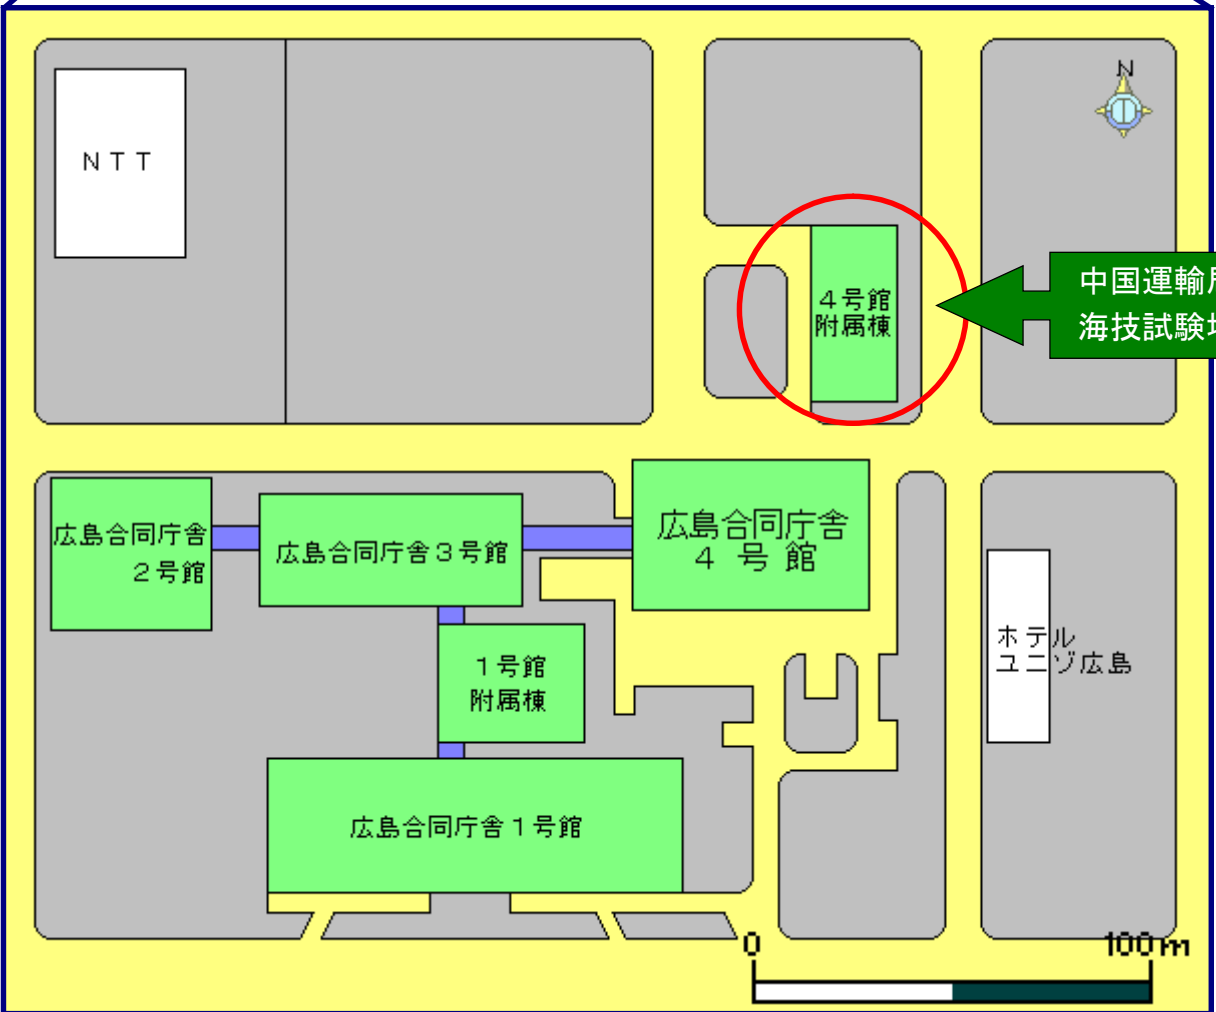 N
ＮＴＴ
４号館
附属棟
中国運輸局
海技試験場
広島合同庁舎
２号館
広島合同庁舎３号館
広島合同庁舎
４号館
１号館
附属棟
ホテル
ユニゾ広島
広島合同庁舎１号館
0
100m